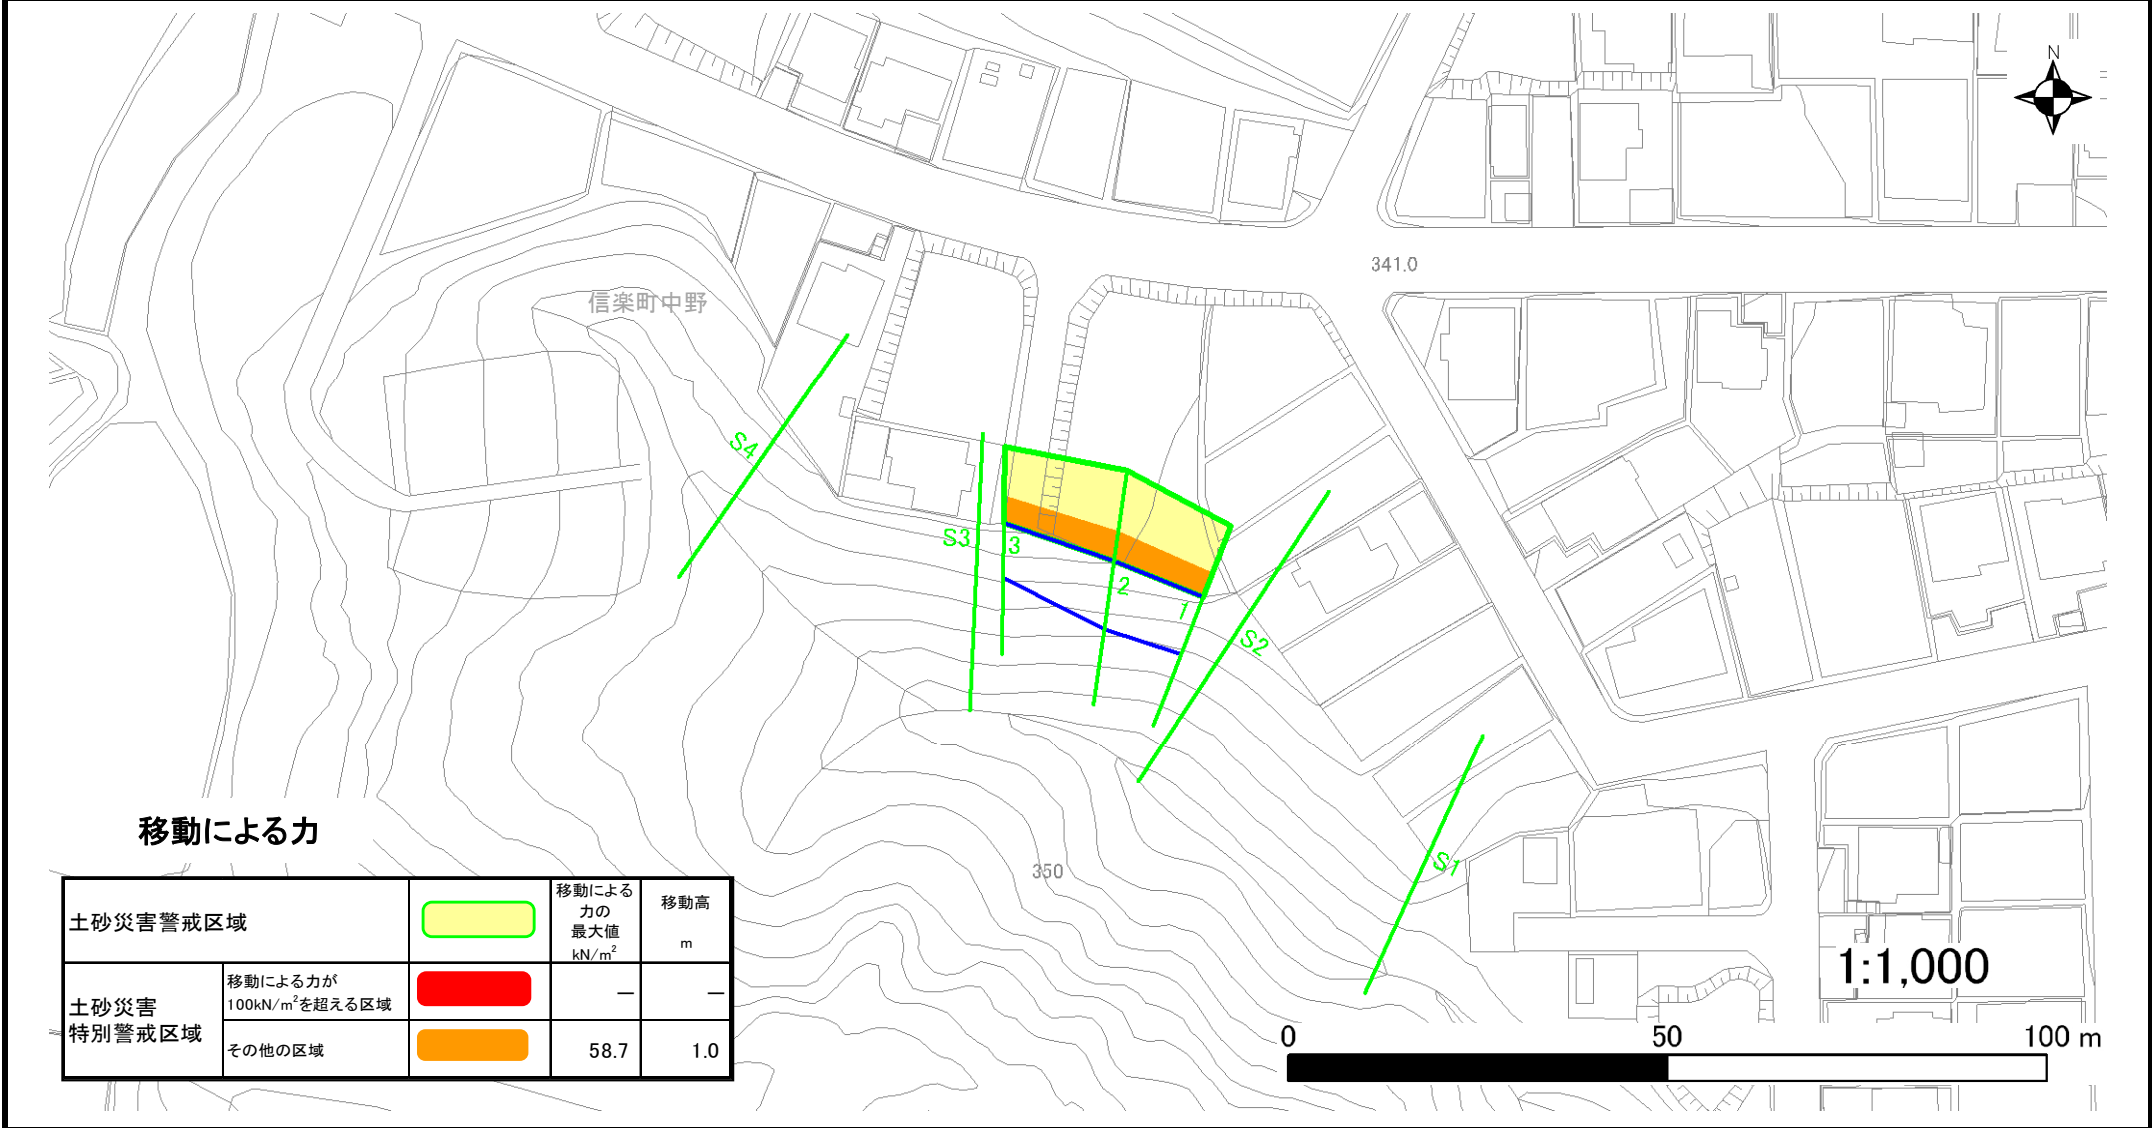 N
341.0
信楽町中野
S4
S3
3
2
1
S2
S1
350
移動による力
土砂災害警戒区域
移動による
力の
最大値
kN/m²
移動高
m
土砂災害
特別警戒区域
移動による力が
100kN/m²を超える区域
—
—
その他の区域
58.7
1.0
1:1,000
0
50
100 m